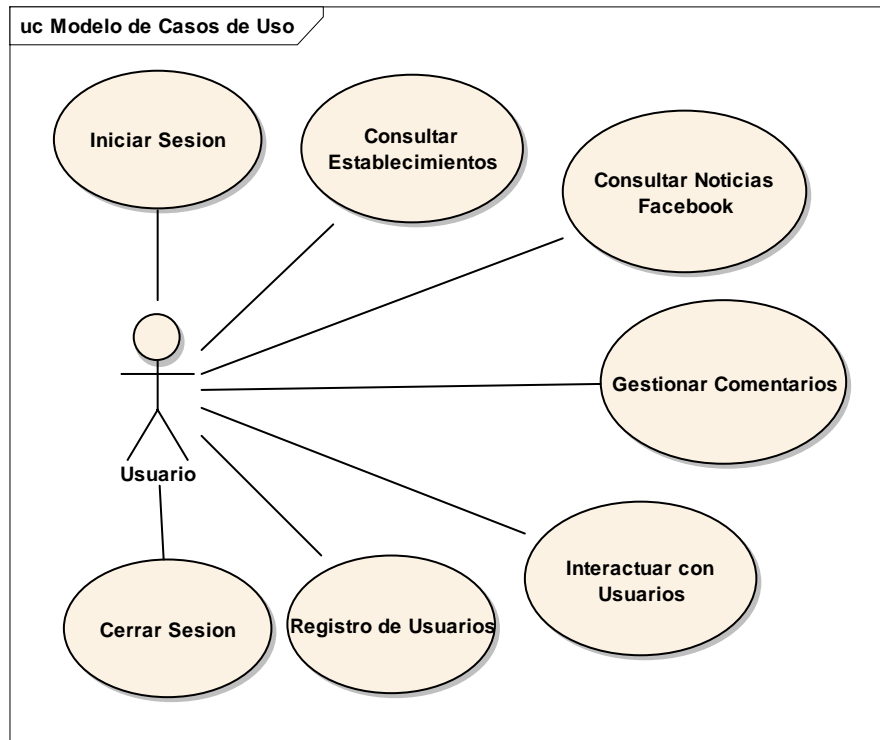 uc Modelo de Casos de Uso
Iniciar Sesion
Consultar
Establecimientos
Consultar Noticias
Facebook
Gestionar Comentarios
Usuario
Interactuar con
Usuarios
Cerrar Sesion
Registro de Usuarios